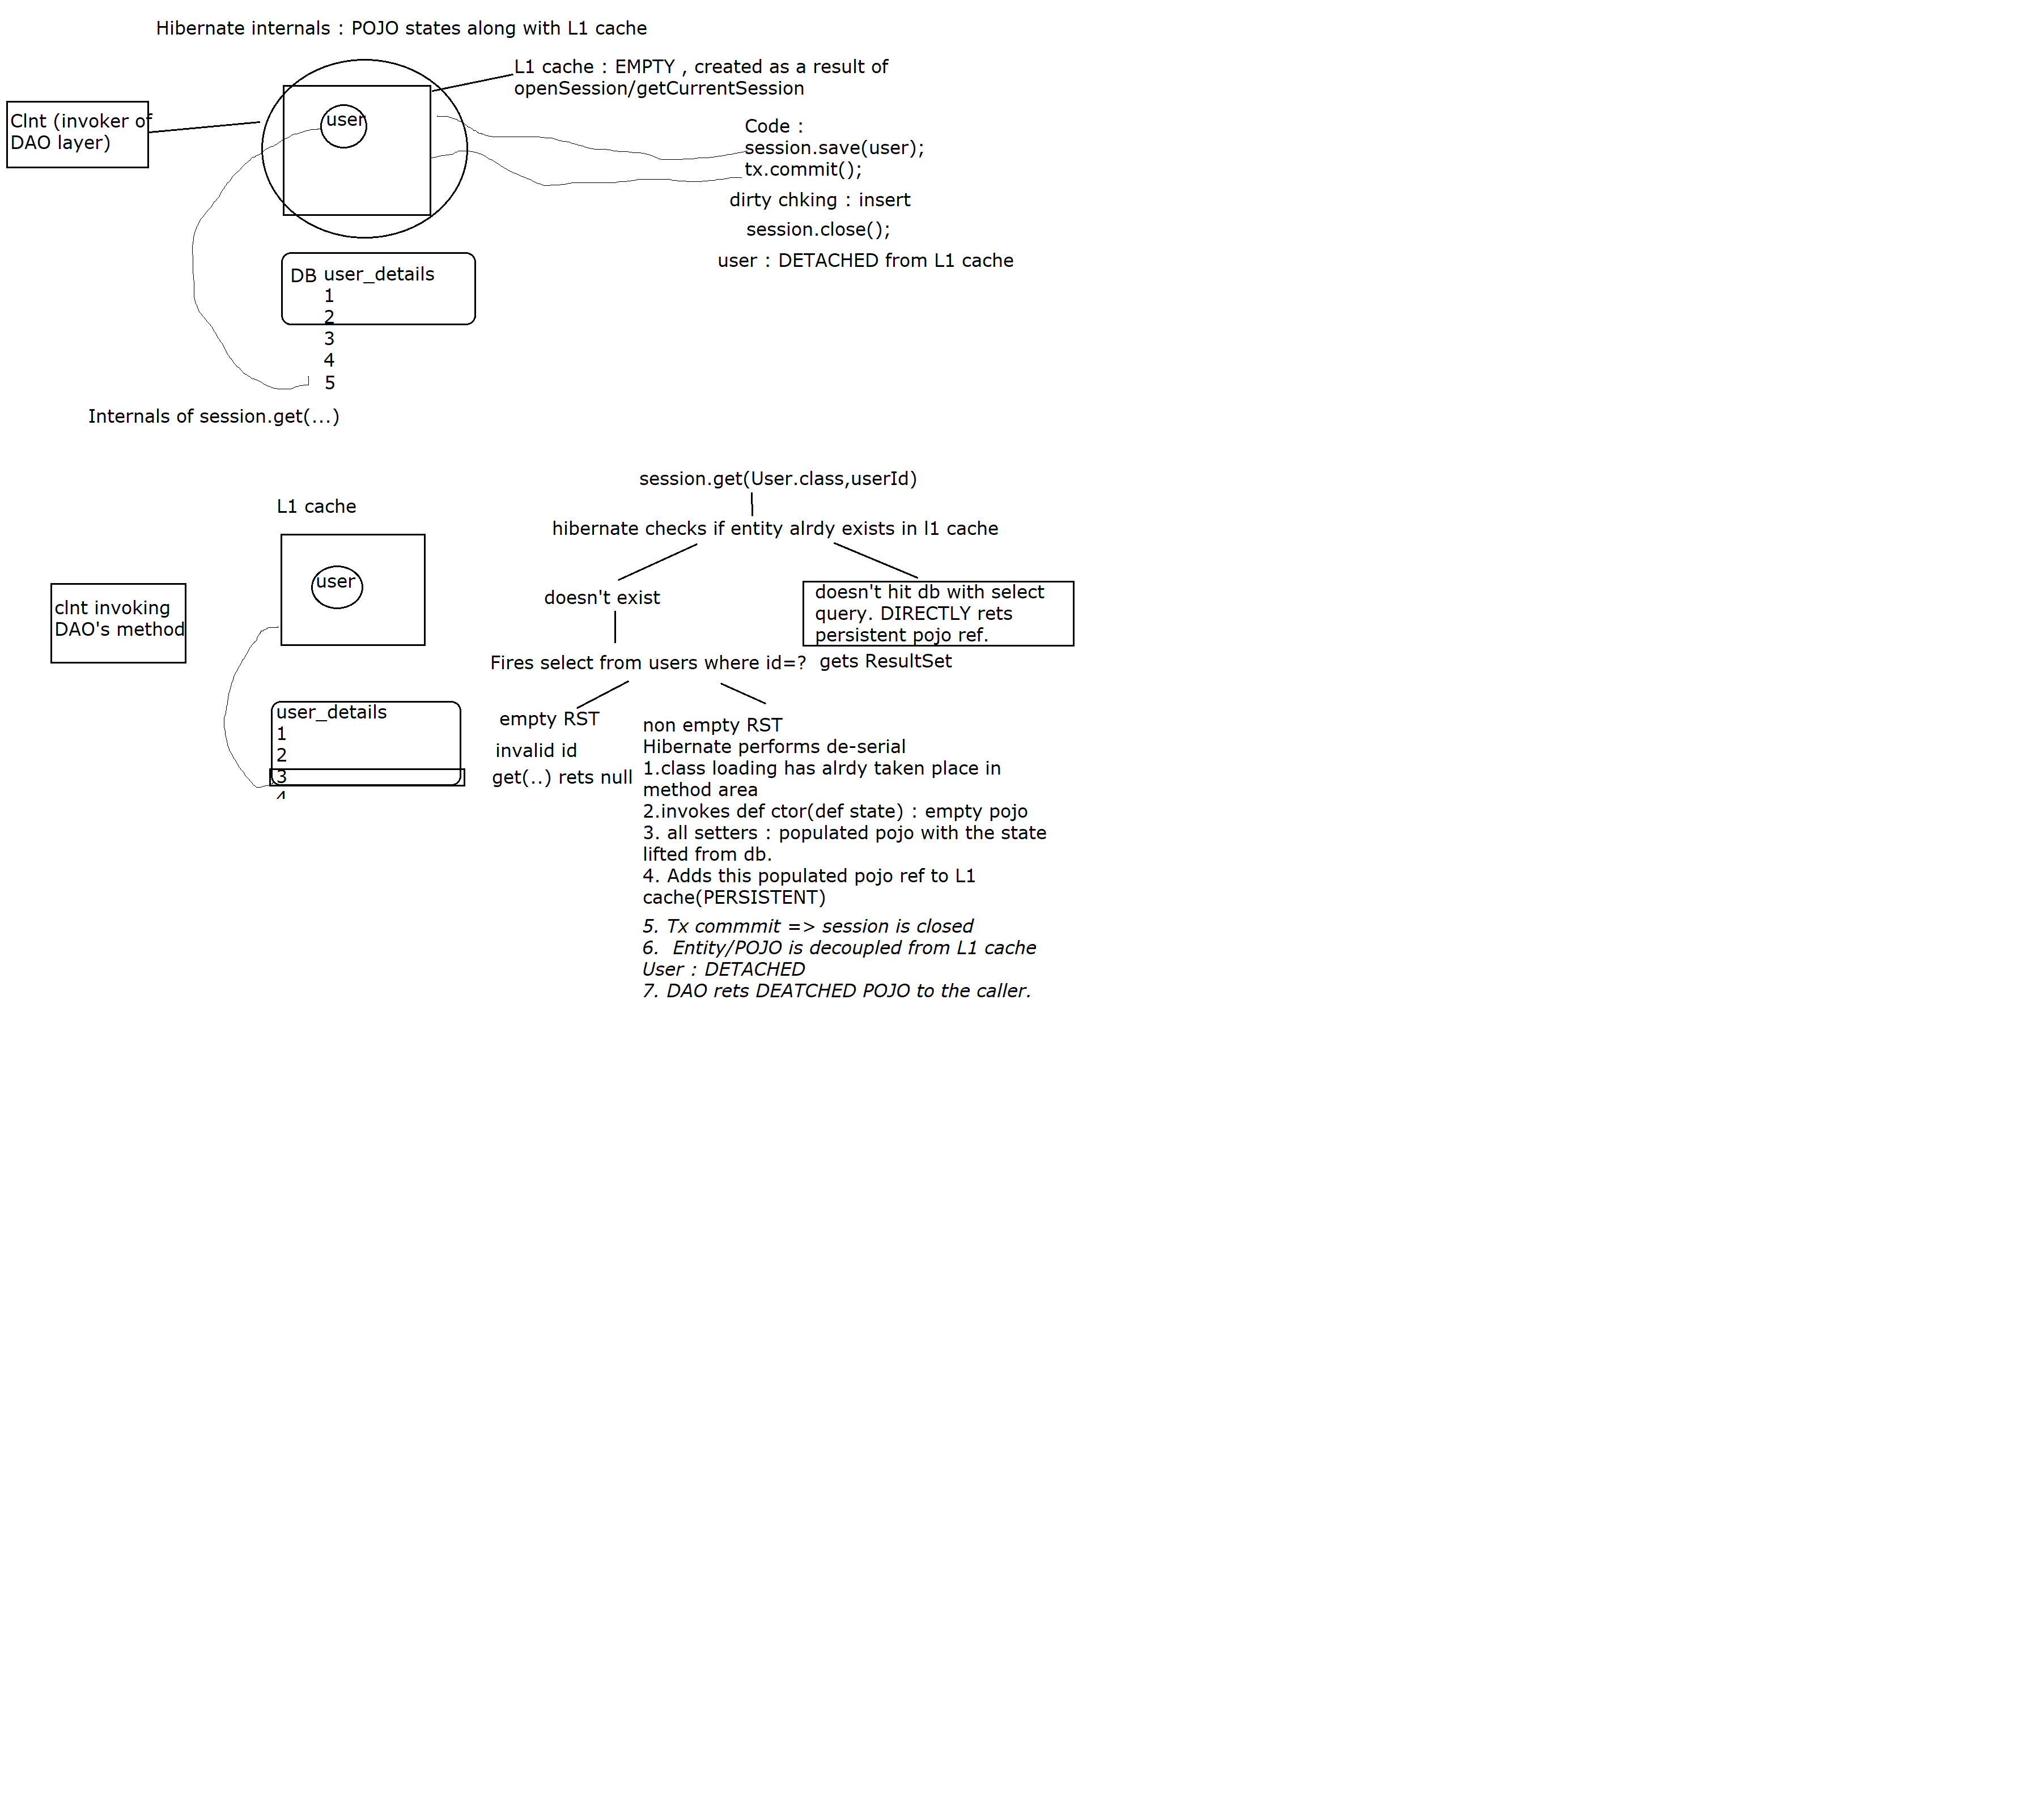 Hibernate internals : POJO states along with L1 cache
L1 cache : EMPTY , created as a result of
openSession/getCurrentSession
Clnt (invoker of
DAO layer)
user
Code :
session.save(user);
tx.commit();
dirty chking : insert
session.close();
user : DETACHED from L1 cache
DB user_details
1
2
3
4
5
Internals of session.get(...)
session.get(User.class,userId)
L1 cache
hibernate checks if entity alrdy exists in l1 cache
user
clnt invoking
DAO's method
doesn't exist
doesn't hit db with select
query. DIRECTLY rets
persistent pojo ref.
Fires select from users where id=? gets ResultSet
user_details
1
2
3
4
empty RST
invalid id
get(..) rets null
non empty RST
Hibernate performs de-serial
1.class loading has alrdy taken place in
method area
2.invokes def ctor(def state) : empty pojo
3. all setters : populated pojo with the state
lifted from db.
4. Adds this populated pojo ref to L1
cache(PERSISTENT)
5. Tx commmit => session is closed
6. Entity/POJO is decoupled from L1 cache
User : DETACHED
7. DAO rets DEATCHED POJO to the caller.